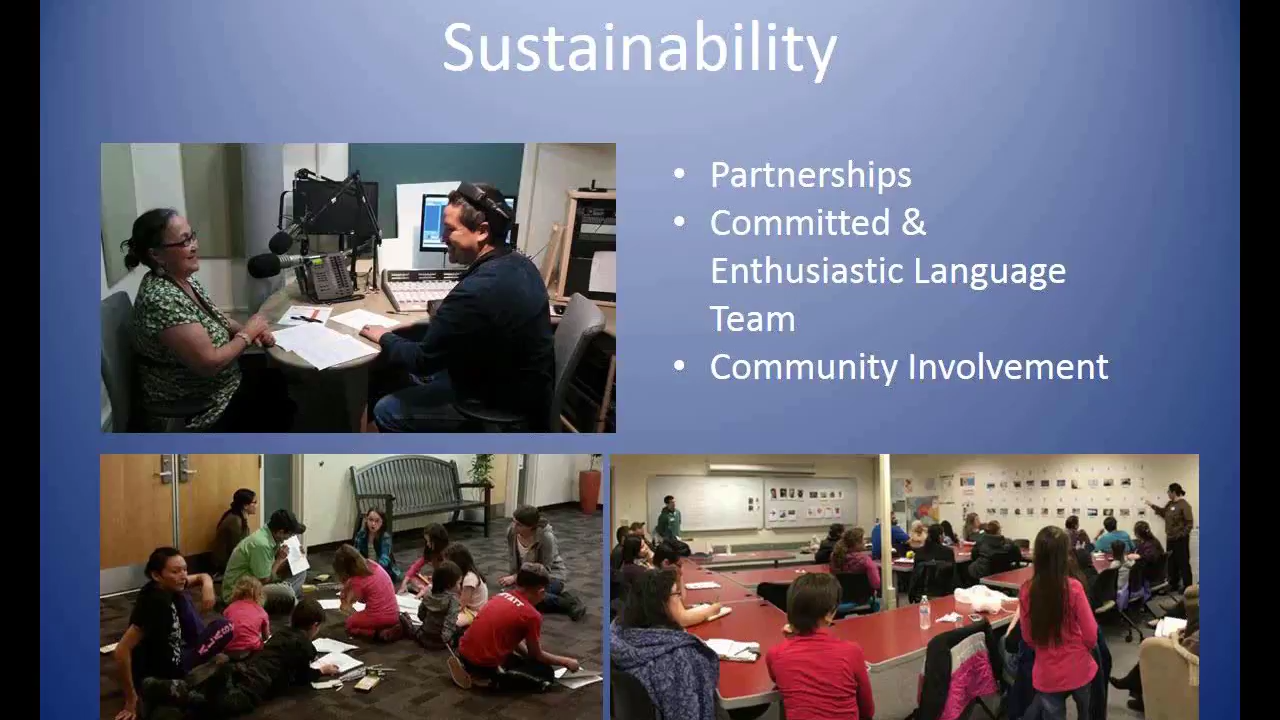 Sustainability
• Partnerships
• Committed &
Enthusiastic Language
Team
• Community Involvement